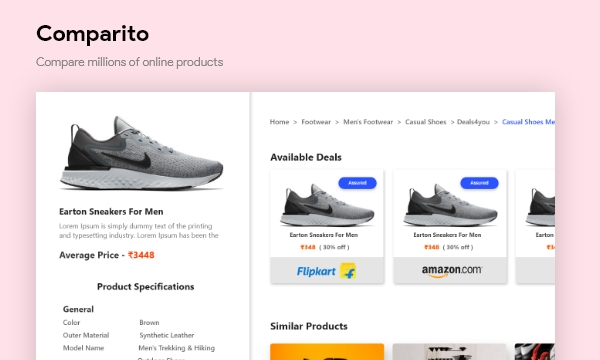 Comparito
Compare millions of online products
Earton Sneakers For Men
Lorem Ipsum is simply dummy text of the printing
and typesetting industry. Lorem Ipsum has been the
Average Price - ₹3448
Product Specifications
General
Color Brown
Outer Material Synthetic Leather
Model Name Men's Trekking & Hiking
Outdoor Shoes
Home > Footwear > Men's Footwear > Casual Shoes > Deals4you > Casual Shoes Me
Available Deals
Assured
Earton Sneakers For Men
₹348 ( 30% off )
Flipkart
Assured
Earton Sneakers For Men
₹348 ( 30% off )
amazon.com
Earton
Similar Products